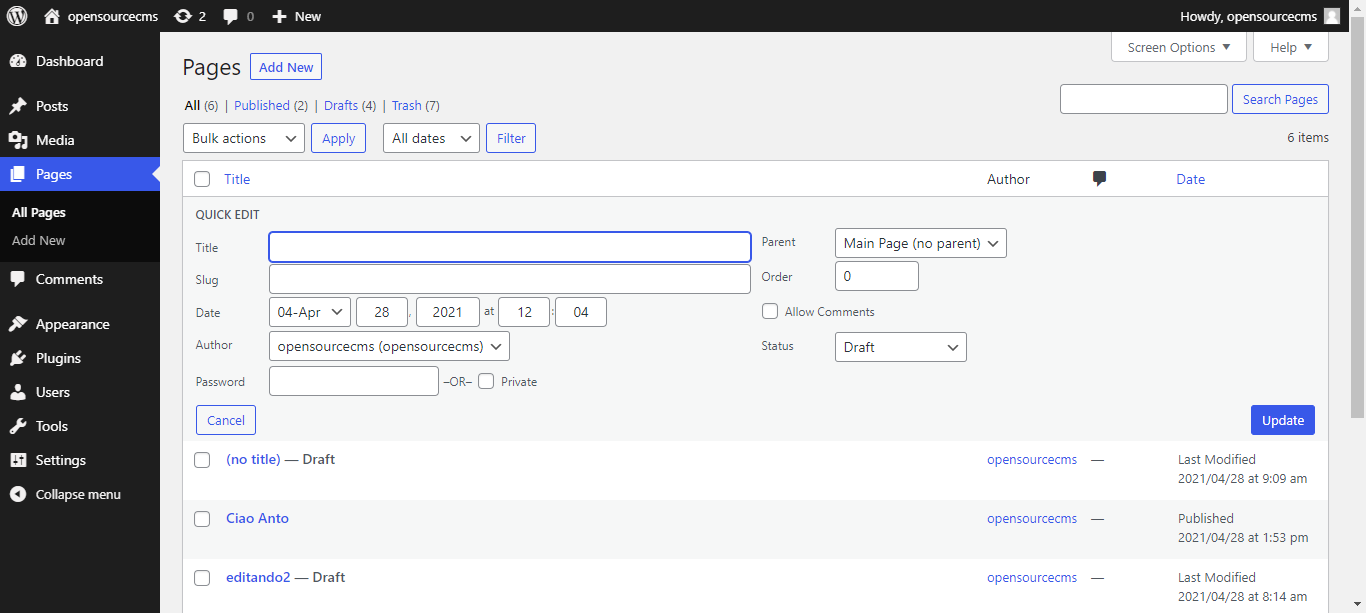 opensourcecms 2 0 New Howdy, opensourcecms
Dashboard
Posts
Media
Pages
All Pages
Add New
Comments
Appearance
Plugins
Users
Tools
Settings
Collapse menu
Screen Options Help
Pages Add New
All (6) | Published (2) | Drafts (4) | Trash (7)
Search Pages
Bulk actions Apply All dates Filter
6 items
Title Author Date
QUICK EDIT
Title
Slug
Date 04-Apr 28 , 2021 at 12 : 04
Author opensourcecms (opensourcecms)
Password –OR– Private
Parent Main Page (no parent)
Order 0
Allow Comments
Status Draft
Cancel Update
(no title) — Draft opensourcecms — Last Modified
2021/04/28 at 9:09 am
Ciao Anto opensourcecms — Published
2021/04/28 at 1:53 pm
editando2 — Draft opensourcecms — Last Modified
2021/04/28 at 8:14 am